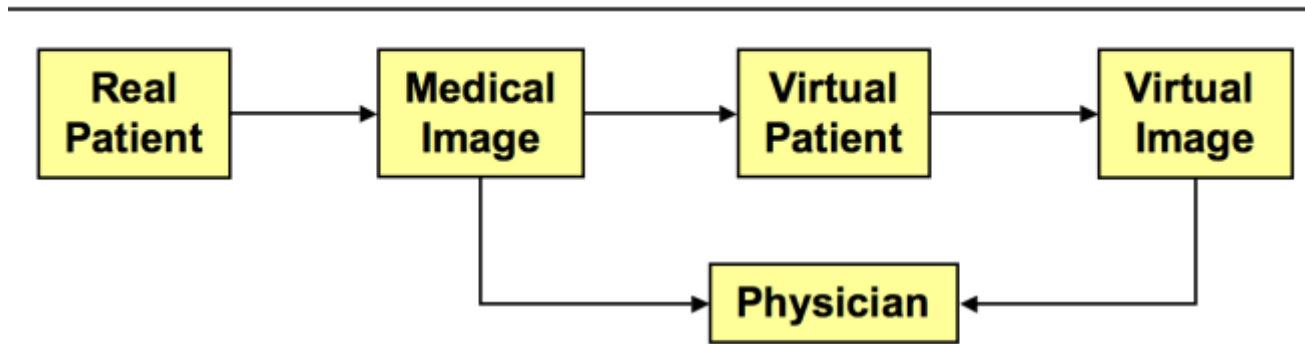 Real
Patient
Medical
Image
Virtual
Patient
Virtual
Image
Physician